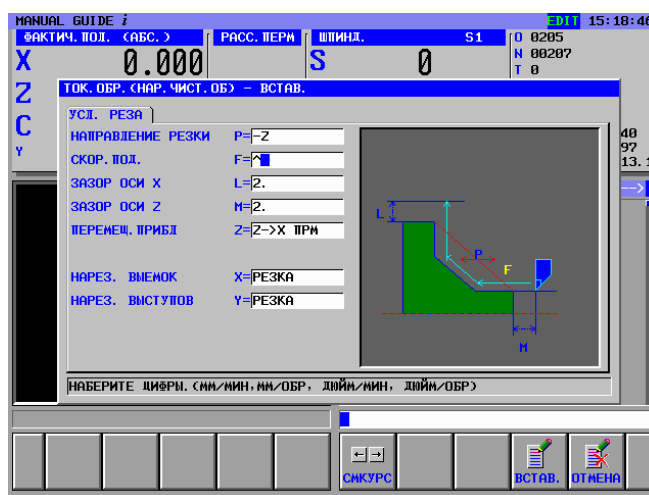 MANUAL GUIDE i EDIT 15:18:46
ФАКТИЧ.ПОЛ. (АБС.) РАСС.ПЕРМ ШПИНД. S1 O 0205
N 00207
X 0.000 S 0 T 0
Z
C
Y
ТОК.ОБР.(НАР.ЧИСТ.ОБ) - ВСТАВ.
УСЛ. РЕЗА
НАПРАВЛЕНИЕ РЕЗКИ P=-Z
СКОР.ПОД. F=^
ЗАЗОР ОСИ X L=2.
ЗАЗОР ОСИ Z M=2.
ПЕРЕМЕЩ.ПРИБЛ Z=Z->X ПРМ
НАРЕЗ. ВЫЕМОК X=РЕЗКА
НАРЕЗ. ВЫСТУПОВ Y=РЕЗКА
L
P
F
M
40
97
13.1
-->
НАБЕРИТЕ ЦИФРЫ.(ММ/МИН,ММ/ОБР, ДЮЙМ/МИН, ДЮЙМ/ОБР)
←→
СМКУРС ВСТАВ. ОТМЕНА